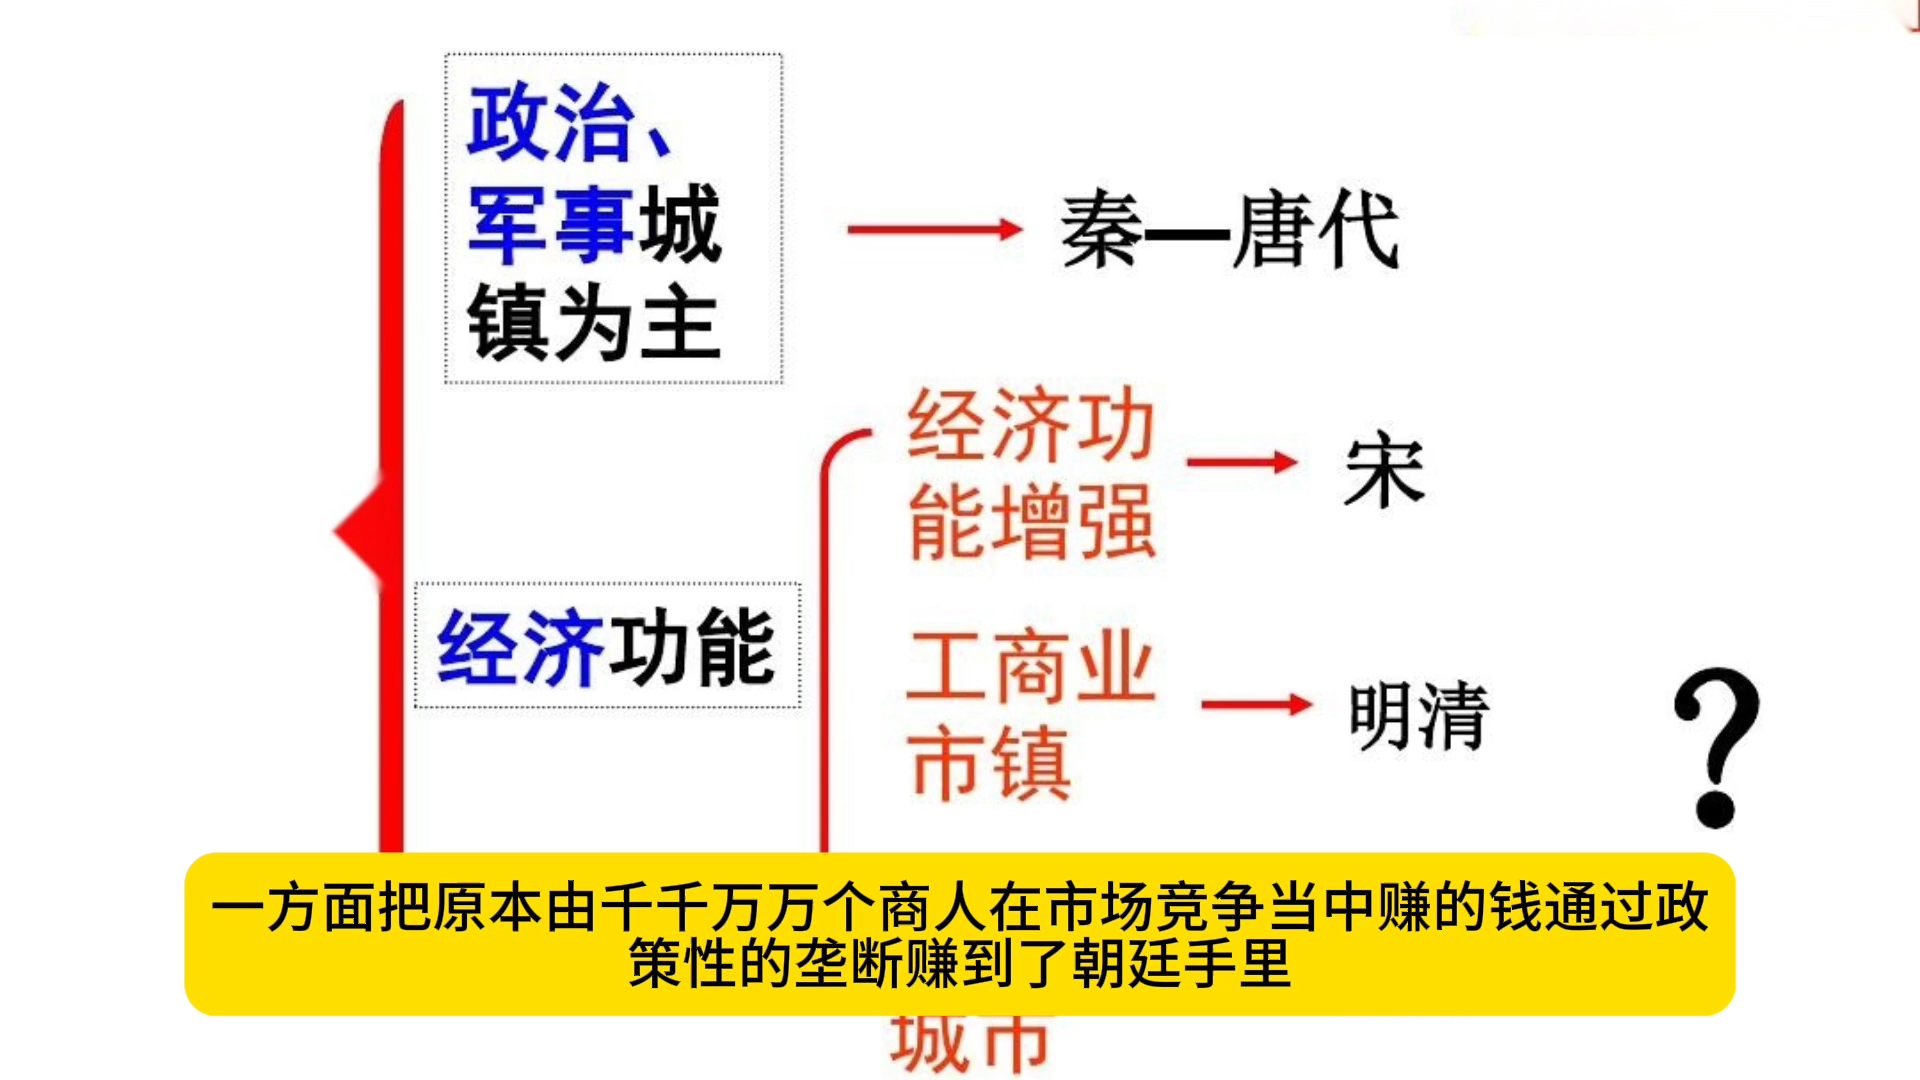 政治、
军事城
镇为主
秦—唐代
经济功
能增强
宋
经济功能
工商业
市镇
明清
？
一方面把原本由千千万万个商人在市场竞争当中赚的钱通过政
策性的垄断赚到了朝廷手里
城市